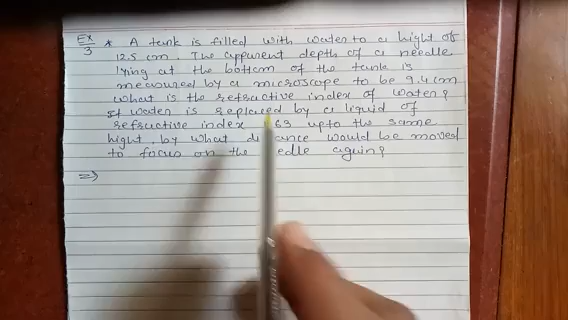 Ex 3 * A tank is filled with water to a hight of
12.5 cm. The apparent depth of a needle
lying at the bottom of the tank is
measured by a microscope to be 9.4 cm
what is the refractive index of water?
If water is replaced by a liquid of
refractive index 63 upto the same
hight, by what would be moved
to focus on the again?
⇒